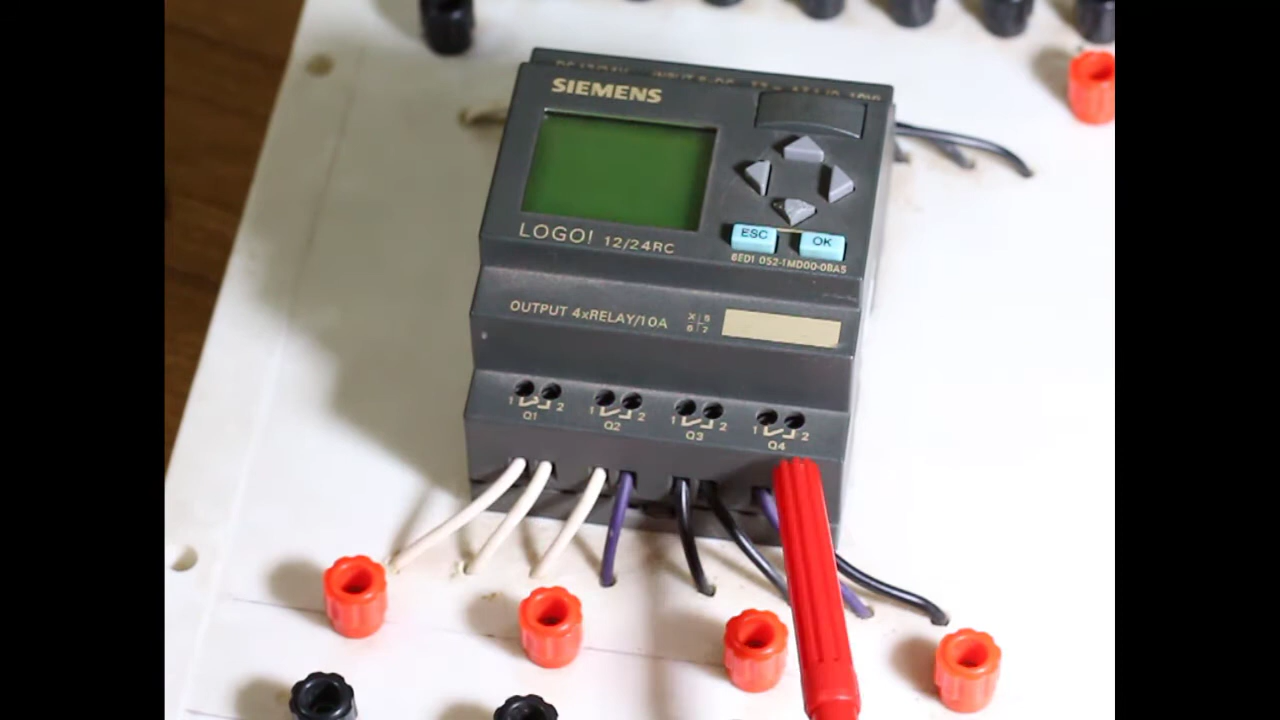 SIEMENS
LOGO! 12/24RC
ESC
OK
6ED1 052-1MD00-0BA5
OUTPUT 4xRELAY/10A
1 2
Q1
1 2
Q2
1 2
Q3
1 2
Q4